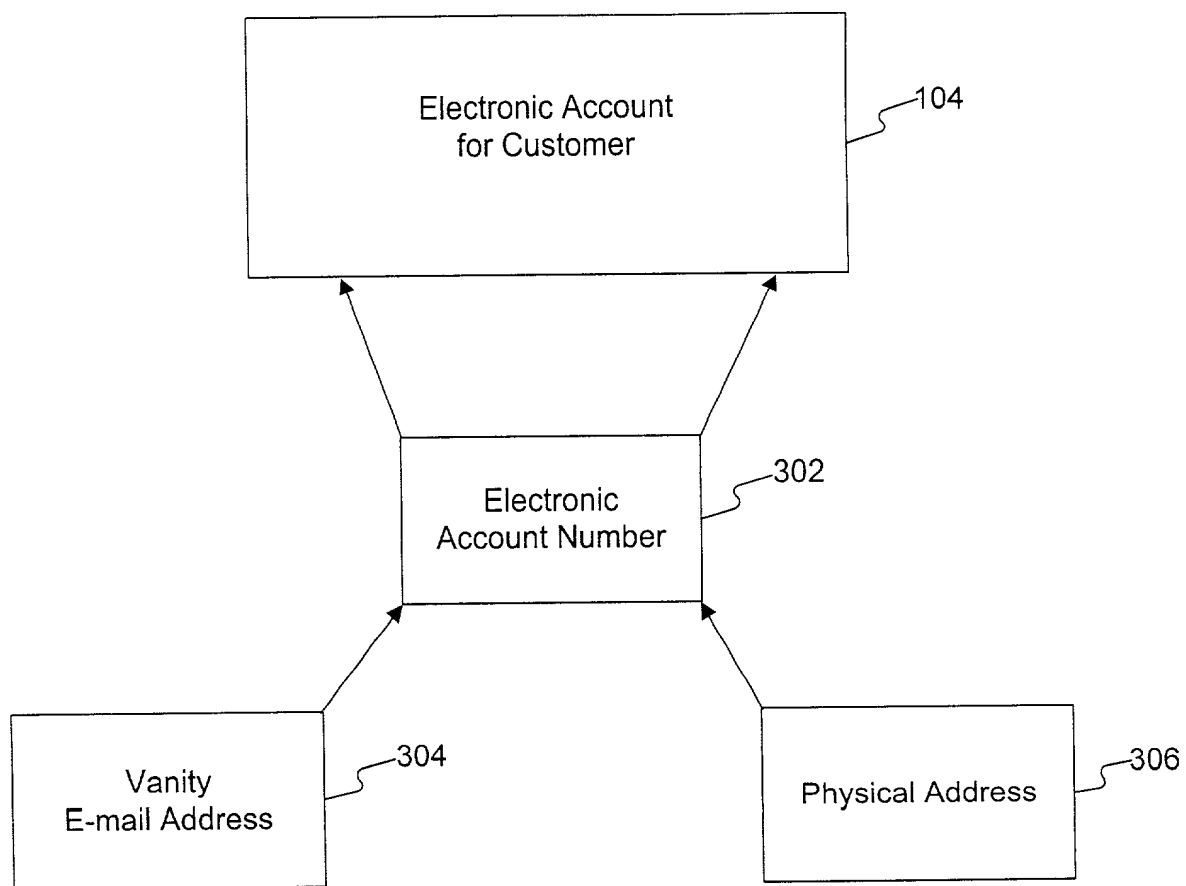 Electronic Account
for Customer
104
Electronic
Account Number
302
Vanity
E-mail Address
304
Physical Address
306